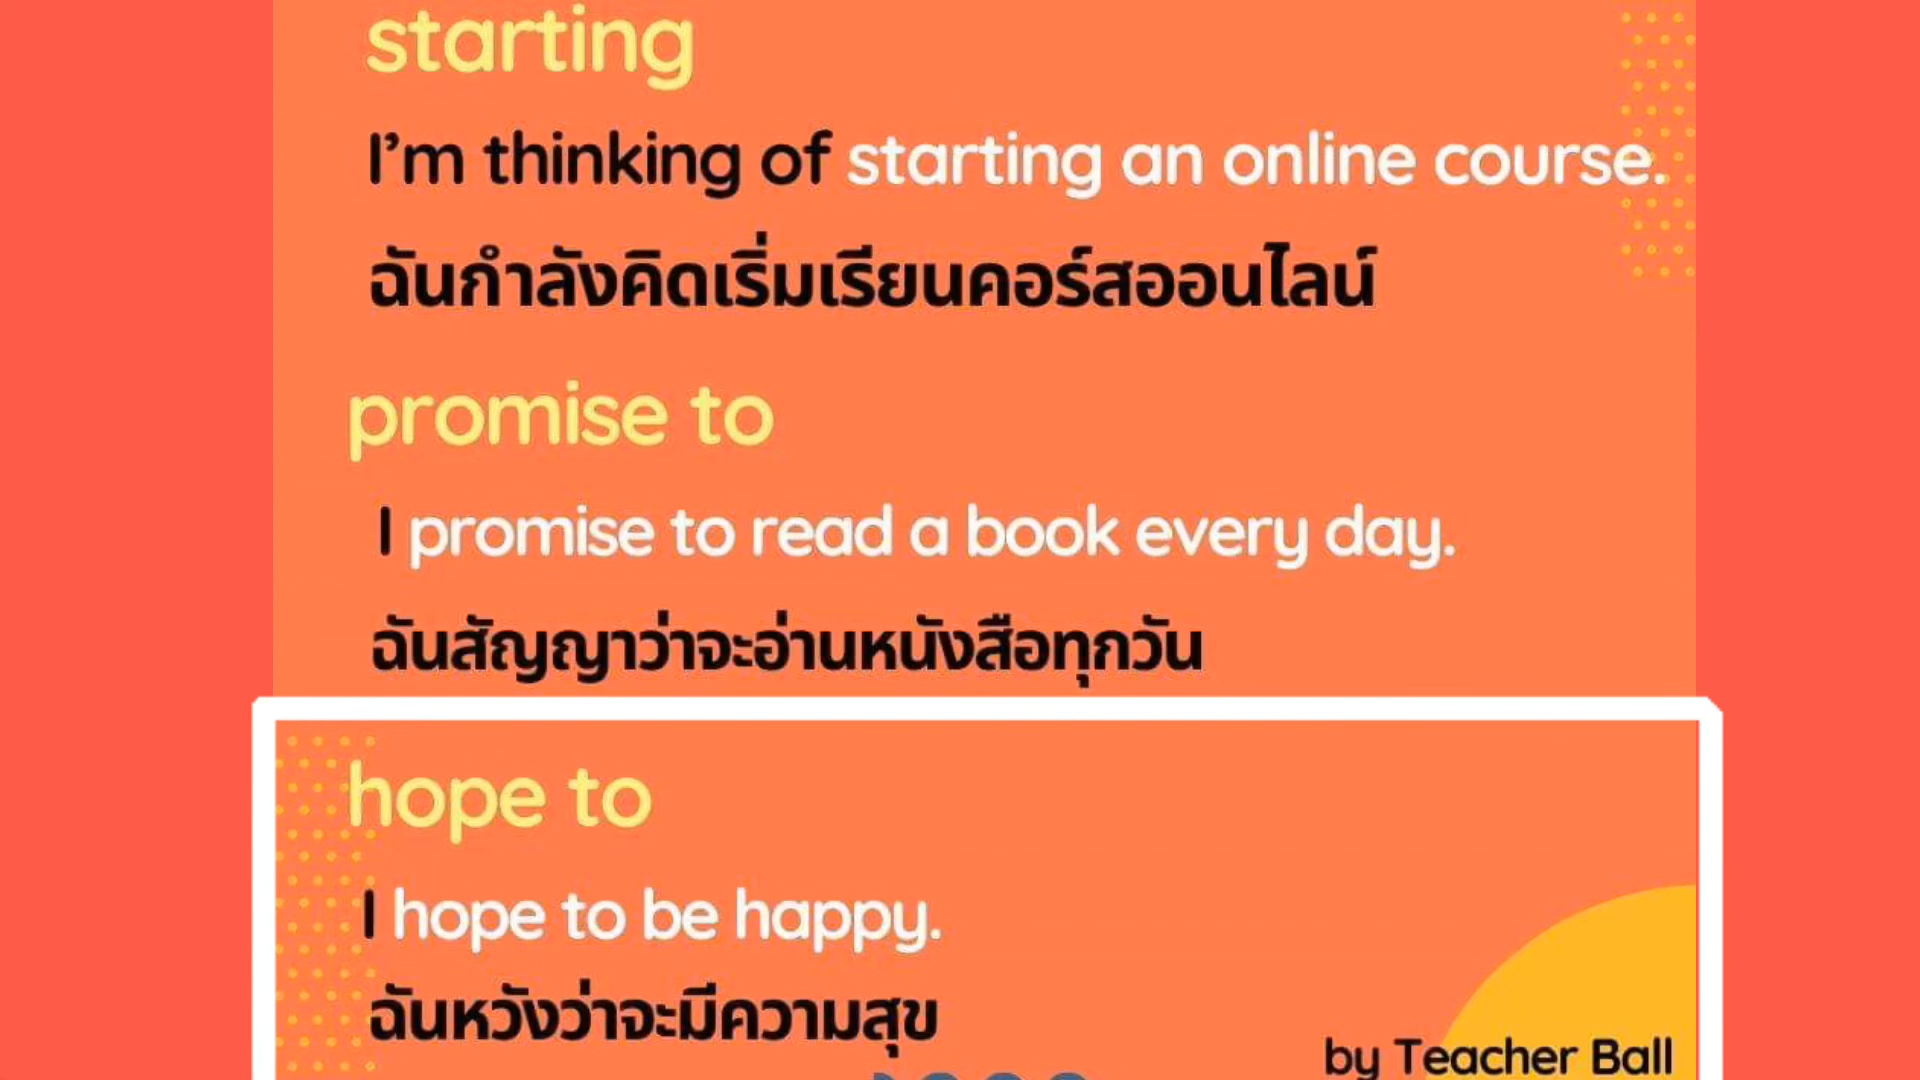 starting
I'm thinking of starting an online course.
ฉันกำลังคิดเริ่มเรียนคอร์สออนไลน์
promise to
I promise to read a book every day.
ฉันสัญญาว่าจะอ่านหนังสือทุกวัน
hope to
I hope to be happy.
ฉันหวังว่าจะมีความสุข
by Teacher Ball